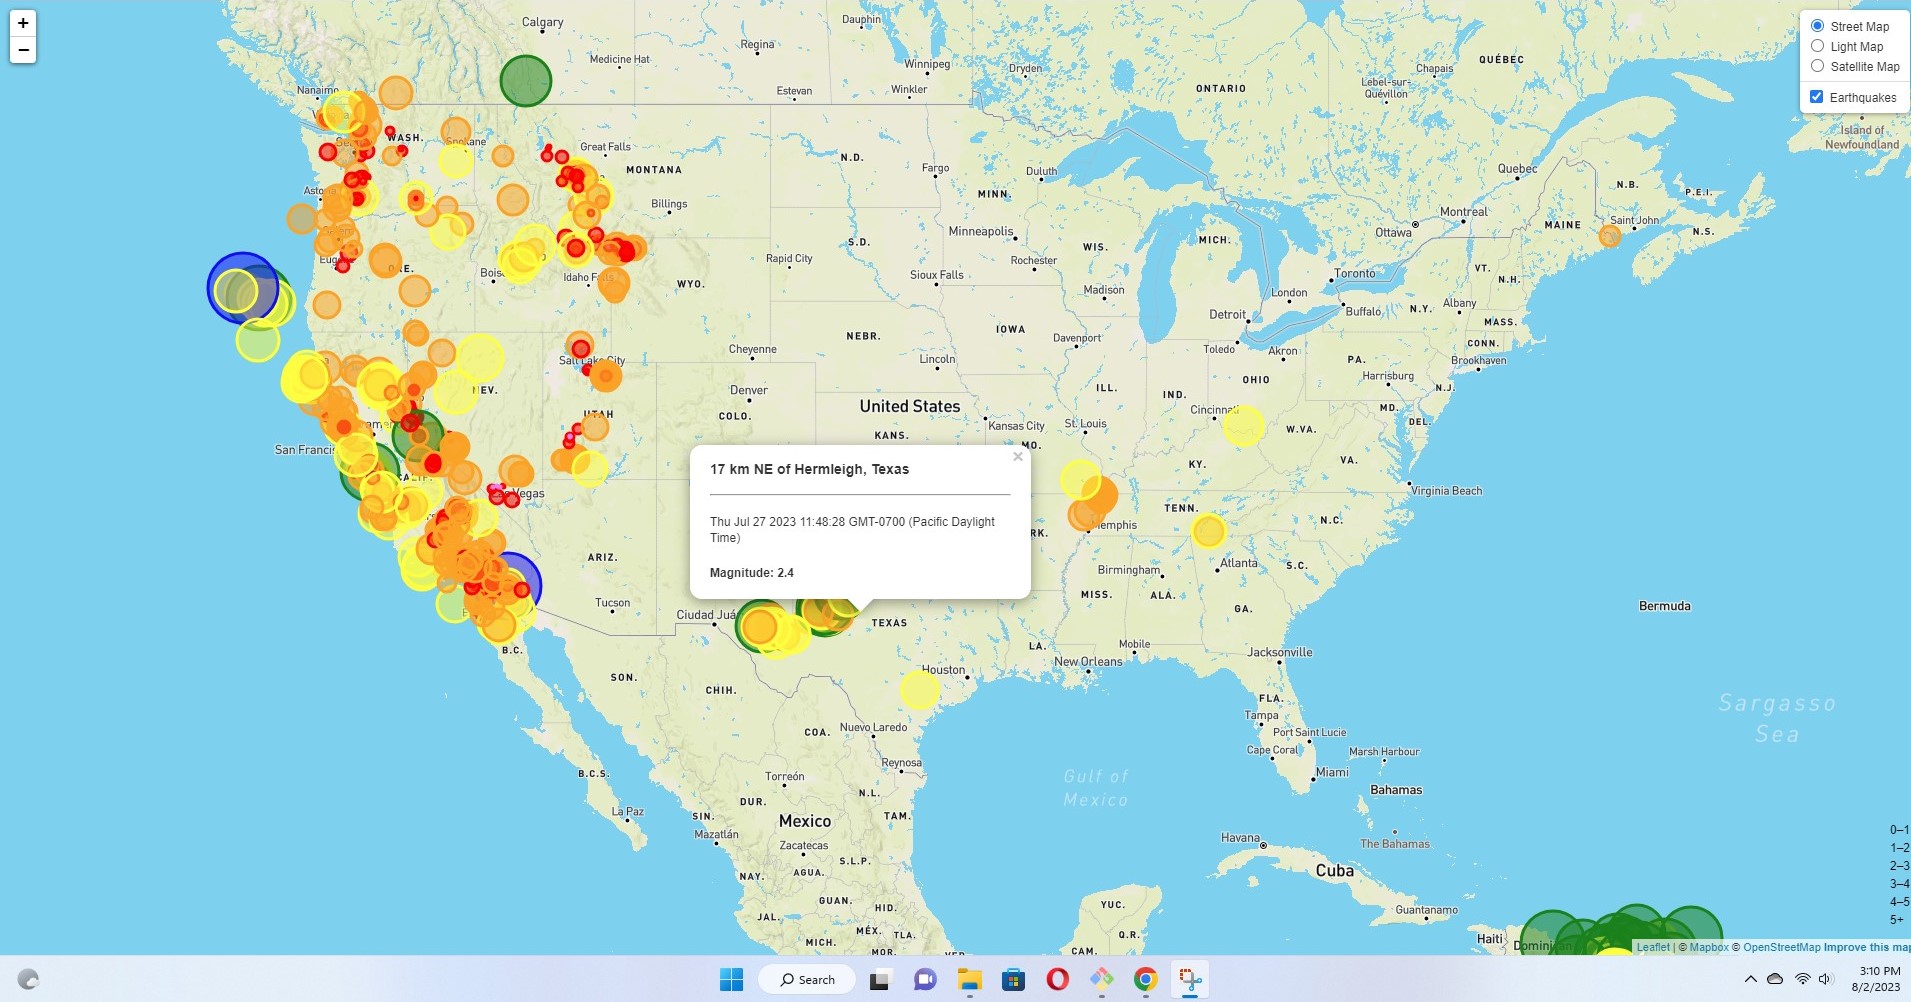 +
−
Street Map
Light Map
Satellite Map
Earthquakes
Calgary
Dauphin
Regina
Medicine Hat
Winnipeg
Dryden
Chapais
QUÉBEC
Lebel-sur-
Quévillon
Estevan
Winkler
ONTARIO
Nanaimo
Island of
Newfoundland
WASH.
Spokane
Great Falls
MONTANA
N.D.
Fargo
Duluth
Quebec
N.B.
P.E.I.
MINN.
Billings
Montreal
Saint John
MAINE
N.S.
Ottawa
Minneapolis
S.D.
WIS.
MICH.
Rapid City
Rochester
Toronto
VT.
N.H.
ORE.
Idaho Falls
WYO.
Sioux Falls
Madison
London
Buffalo
N.Y.
Albany
Detroit
MASS.
NEBR.
IOWA
Davenport
CONN.
Cheyenne
Toledo
Akron
PA.
Brookhaven
Salt Lake City
Lincoln
Harrisburg
N.J.
NEV.
Denver
ILL.
IND.
OHIO
United States
MD.
UTAH
COLO.
Cincinnati
DEL.
Kansas City
St. Louis
W.VA.
KANS.
MO.
San Francis
KY.
VA.
17 km NE of Hermleigh, Texas
×
Thu Jul 27 2023 11:48:28 GMT-0700 (Pacific Daylight
Time)
Magnitude: 2.4
Virginia Beach
TENN.
N.C.
Memphis
RK.
ARIZ.
Atlanta
S.C.
Birmingham
MISS.
ALA.
GA.
Tucson
Ciudad Juá
TEXAS
Bermuda
B.C.
LA.
Mobile
Jacksonville
New Orleans
Houston
SON.
CHIH.
FLA.
Sargasso
Sea
Tampa
COA.
Nuevo Laredo
Port Saint Lucie
Cape Coral
Marsh Harbour
Reynosa
Miami
B.C.S.
Torreón
Gulf of
Mexico
Bahamas
DUR.
N.L.
La Paz
SIN.
Mexico
TAM.
Mazatlán
Zacatecas
Havana
The Bahamas
S.L.P.
Cuba
NAY.
AGUA.
GUAN.
HID.
YUC.
Guantanamo
JAL.
MÉX.
TLA.
Q.R.
MICH.
MOR.
VER.
CAM.
Haiti
Dominican
0–1
1–2
2–3
3–4
4–5
5+
Leaflet | © Mapbox © OpenStreetMap Improve this map
Search
3:10 PM
8/2/2023